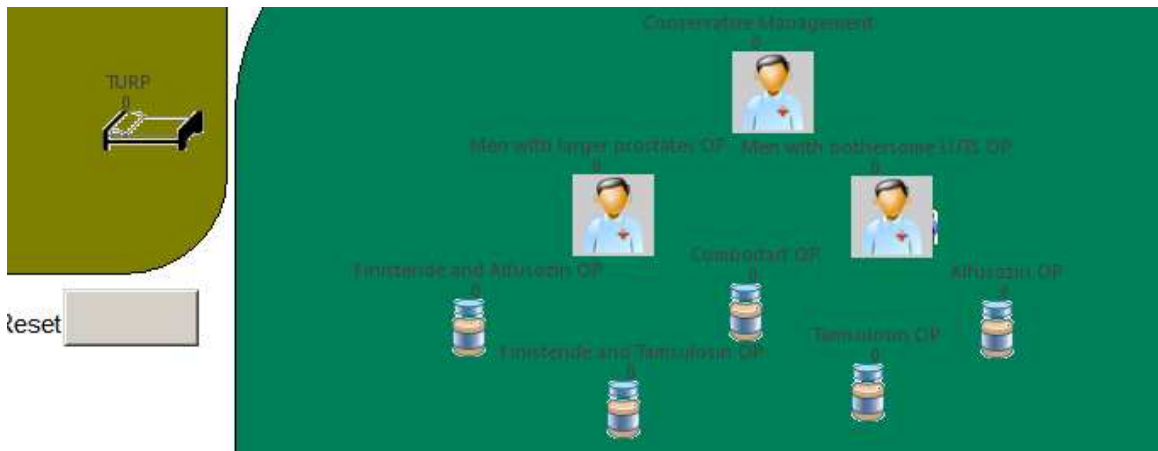 Conservative Management
0
TURP
0
Men with larger prostates OP
0
Men with bothersome LUTS OP
0
Combodart OP
0
Finisteride and Alfusozin OP
0
Alfusozin OP
0
Reset
Tamsulosin OP
0
Finisteride and Tamsulosin OP
0